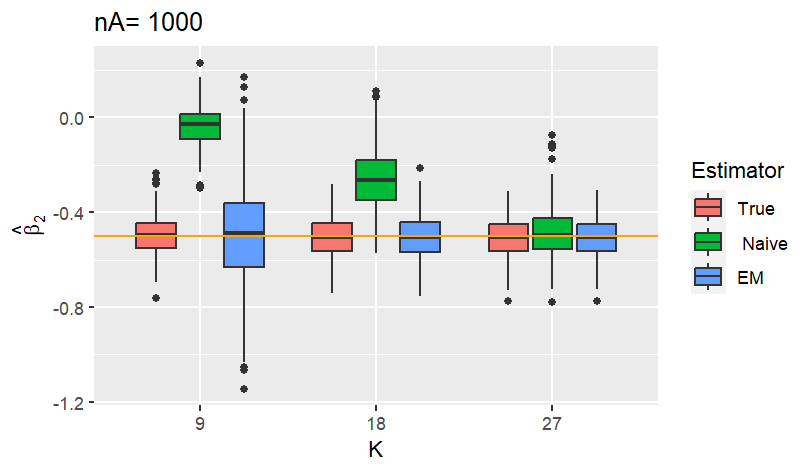 nA= 1000
0.0
-0.4
-0.8
-1.2
β̂₂
9 18 27
K
Estimator
True
Naive
EM